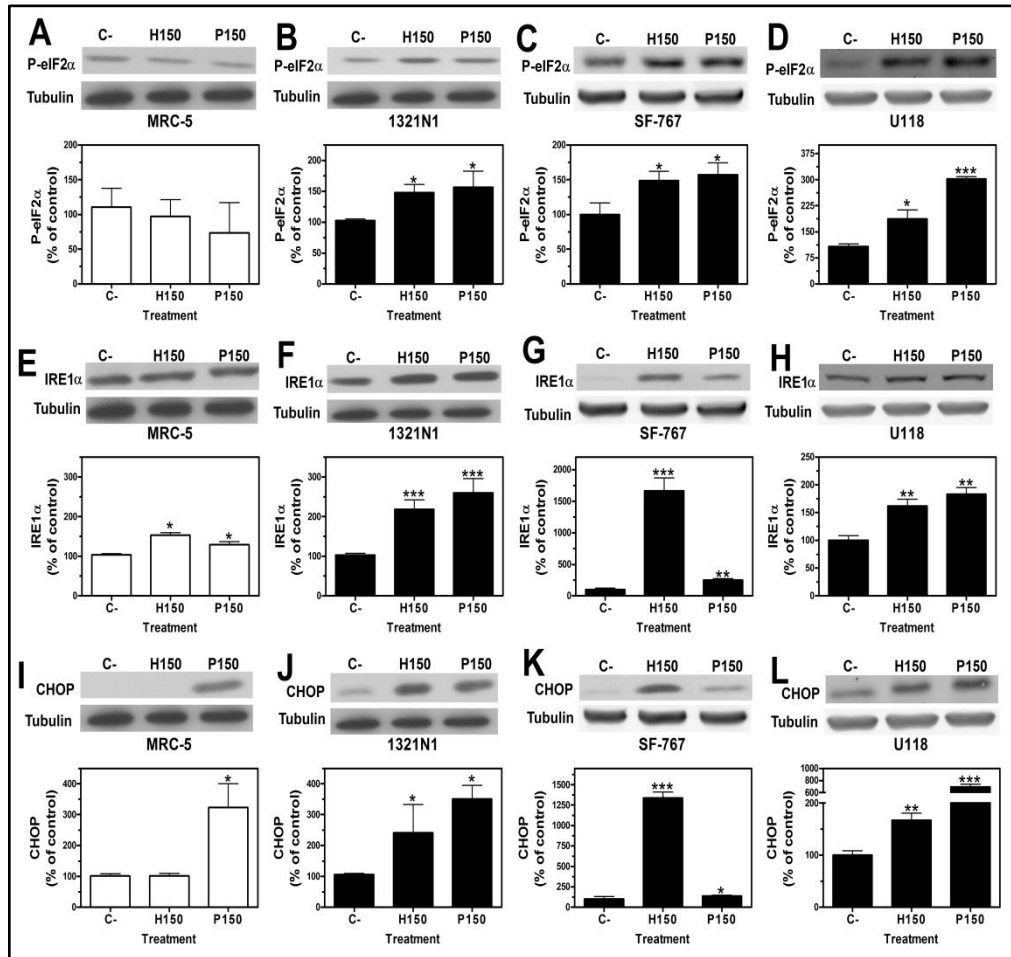 A
C- H150 P150
P-eIF2α
Tubulin
MRC-5
P-eIF2α
(% of control)
200
150
100
50
0
C- H150 P150
Treatment
B
C- H150 P150
P-eIF2α
Tubulin
1321N1
P-eIF2α
(% of control)
200
150
100
50
0
* *
C- H150 P150
Treatment
C
C- H150 P150
P-eIF2α
Tubulin
SF-767
P-eIF2α
(% of control)
200
150
100
50
0
* *
C- H150 P150
Treatment
D
C- H150 P150
P-eIF2α
Tubulin
U118
P-eIF2α
(% of control)
375
300
225
150
75
0
* ***
C- H150 P150
Treatment
E
C- H150 P150
IRE1α
Tubulin
MRC-5
IRE1α
(% of control)
300
200
100
0
* *
C- H150 P150
Treatment
F
C- H150 P150
IRE1α
Tubulin
1321N1
IRE1α
(% of control)
300
200
100
0
*** ***
C- H150 P150
Treatment
G
C- H150 P150
IRE1α
Tubulin
SF-767
IRE1α
(% of control)
2000
1750
1500
1000
500
0
*** **
C- H150 P150
Treatment
H
C- H150 P150
IRE1α
Tubulin
U118
IRE1α
(% of control)
250
200
150
100
50
0
** **
C- H150 P150
Treatment
I
C- H150 P150
CHOP
Tubulin
MRC-5
CHOP
(% of control)
400
300
200
100
0
*
C- H150 P150
Treatment
J
C- H150 P150
CHOP
Tubulin
1321N1
CHOP
(% of control)
400
300
200
100
0
* *
C- H150 P150
Treatment
K
C- H150 P150
CHOP
Tubulin
SF-767
CHOP
(% of control)
1500
1250
1000
750
500
250
0
*** *
C- H150 P150
Treatment
L
C- H150 P150
CHOP
Tubulin
U118
CHOP
(% of control)
1000
800
600
200
100
0
** ***
C- H150 P150
Treatment